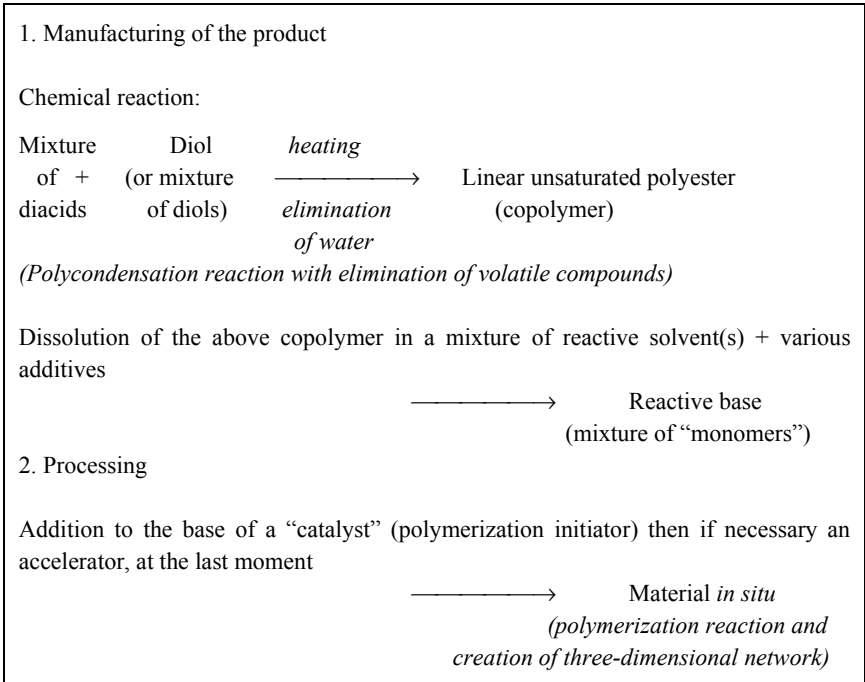 1. Manufacturing of the product
Chemical reaction:
Mixture Diol heating
of + (or mixture ⟶ Linear unsaturated polyester
diacids of diols) elimination (copolymer)
of water
(Polycondensation reaction with elimination of volatile compounds)
Dissolution of the above copolymer in a mixture of reactive solvent(s) + various
additives
⟶ Reactive base
(mixture of “monomers”)
2. Processing
Addition to the base of a “catalyst” (polymerization initiator) then if necessary an
accelerator, at the last moment
⟶ Material in situ
(polymerization reaction and
creation of three-dimensional network)